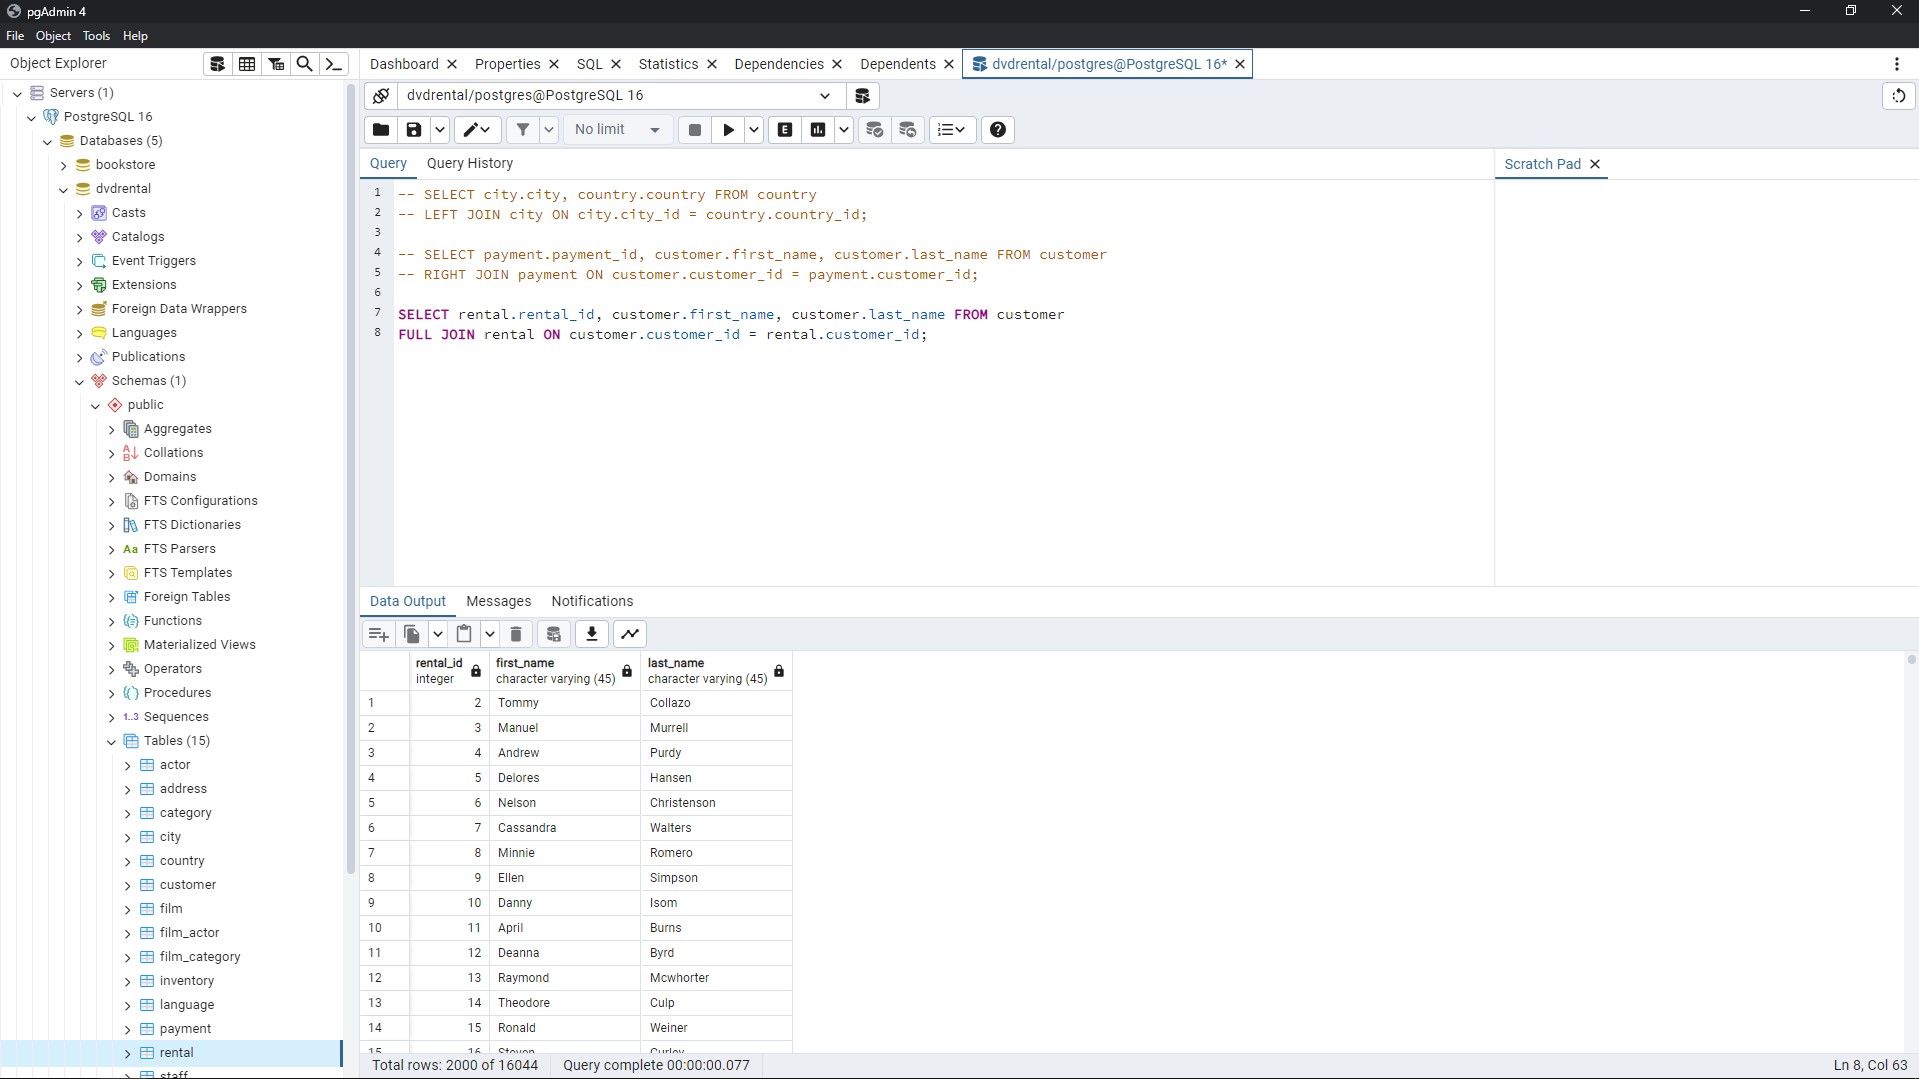 pgAdmin 4
File Object Tools Help
Object Explorer
Dashboard Properties SQL Statistics Dependencies Dependents dvdrental/postgres@PostgreSQL 16*
Servers (1)
PostgreSQL 16
Databases (5)
bookstore
dvdrental
Casts
Catalogs
Event Triggers
Extensions
Foreign Data Wrappers
Languages
Publications
Schemas (1)
public
Aggregates
Collations
Domains
FTS Configurations
FTS Dictionaries
Aa FTS Parsers
FTS Templates
Foreign Tables
Functions
Materialized Views
Operators
Procedures
1..3 Sequences
Tables (15)
actor
address
category
city
country
customer
film
film_actor
film_category
inventory
language
payment
rental
staff
dvdrental/postgres@PostgreSQL 16
No limit E
Query Query History
Scratch Pad
1 -- SELECT city.city, country.country FROM country
2 -- LEFT JOIN city ON city.city_id = country.country_id;
3
4 -- SELECT payment.payment_id, customer.first_name, customer.last_name FROM customer
5 -- RIGHT JOIN payment ON customer.customer_id = payment.customer_id;
6
7 SELECT rental.rental_id, customer.first_name, customer.last_name FROM customer
8 FULL JOIN rental ON customer.customer_id = rental.customer_id;
Data Output Messages Notifications
rental_id first_name last_name
integer character varying (45) character varying (45)
1 2 Tommy Collazo
2 3 Manuel Murrell
3 4 Andrew Purdy
4 5 Delores Hansen
5 6 Nelson Christenson
6 7 Cassandra Walters
7 8 Minnie Romero
8 9 Ellen Simpson
9 10 Danny Isom
10 11 April Burns
11 12 Deanna Byrd
12 13 Raymond Mcwhorter
13 14 Theodore Culp
14 15 Ronald Weiner
15 16 Steven Curley
Total rows: 2000 of 16044 Query complete 00:00:00.077 Ln 8, Col 63